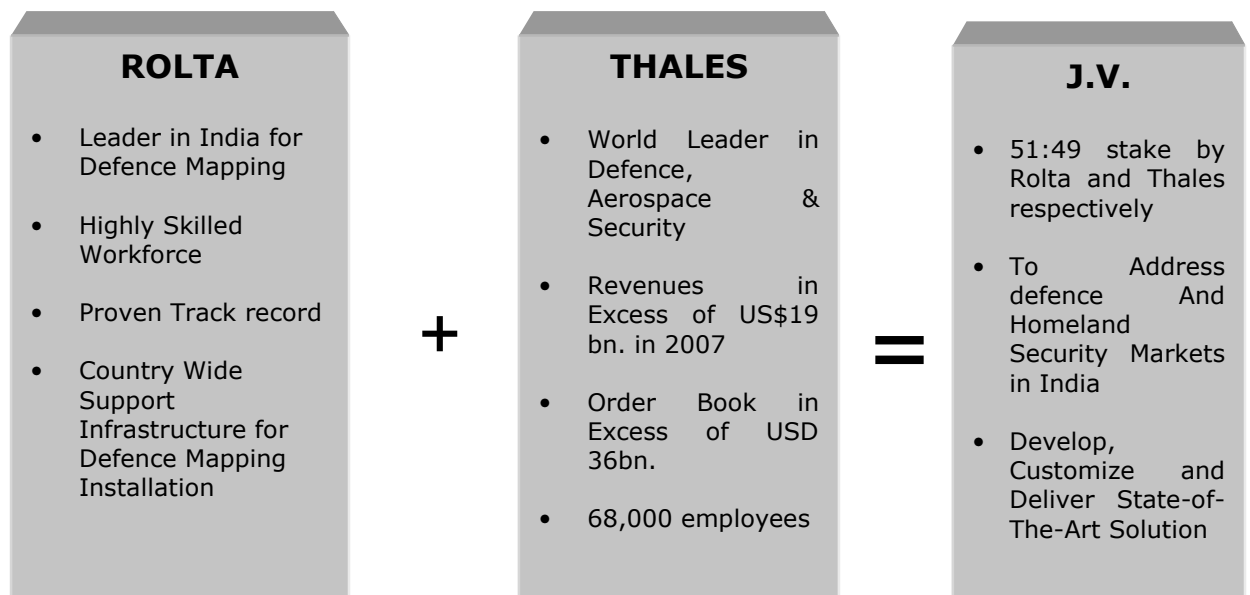 ROLTA
• Leader in India for
Defence Mapping
• Highly Skilled
Workforce
• Proven Track record
• Country Wide
Support
Infrastructure for
Defence Mapping
Installation
+
THALES
• World Leader in
Defence,
Aerospace &
Security
• Revenues in
Excess of US$19
bn. in 2007
• Order Book in
Excess of USD
36bn.
• 68,000 employees
=
J.V.
• 51:49 stake by
Rolta and Thales
respectively
• To Address
defence And
Homeland
Security Markets
in India
• Develop,
Customize and
Deliver State-of-
The-Art Solution